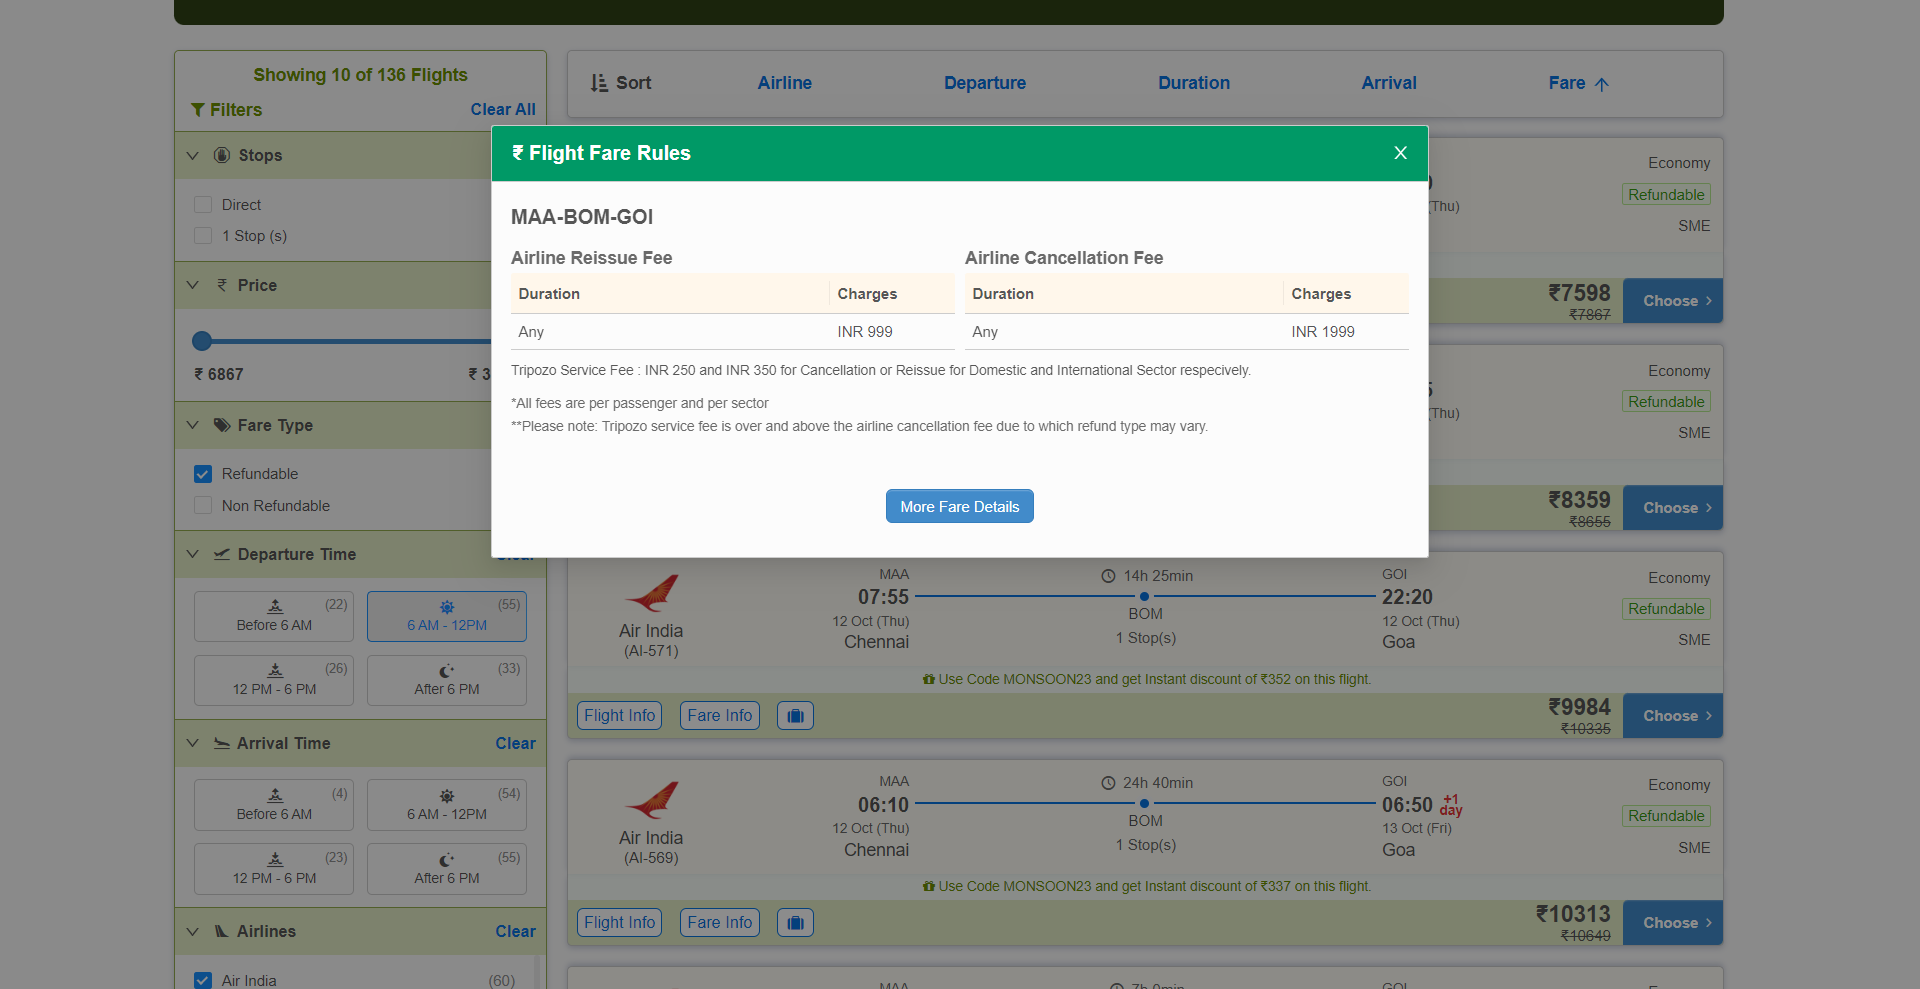 Showing 10 of 136 Flights
Filters
Clear All
Stops
Direct
1 Stop (s)
₹ Price
₹ 6867
₹ 3
Fare Type
Refundable
Non Refundable
Departure Time
(22)
Before 6 AM
(55)
6 AM - 12PM
(26)
12 PM - 6 PM
(33)
After 6 PM
Arrival Time
Clear
(4)
Before 6 AM
(54)
6 AM - 12PM
(23)
12 PM - 6 PM
(55)
After 6 PM
Airlines
Clear
Air India
(60)
Sort
Airline
Departure
Duration
Arrival
Fare
Economy
(Thu)
Refundable
SME
₹7598
₹7867
Choose
Economy
(Thu)
Refundable
SME
₹8359
₹8655
Choose
₹ Flight Fare Rules
X
MAA-BOM-GOI
Airline Reissue Fee
Duration Charges
Any INR 999
Airline Cancellation Fee
Duration Charges
Any INR 1999
Tripozo Service Fee : INR 250 and INR 350 for Cancellation or Reissue for Domestic and International Sector respecively.
*All fees are per passenger and per sector
**Please note: Tripozo service fee is over and above the airline cancellation fee due to which refund type may vary.
More Fare Details
Air India
(AI-571)
MAA
07:55
12 Oct (Thu)
Chennai
14h 25min
BOM
1 Stop(s)
GOI
22:20
12 Oct (Thu)
Goa
Economy
Refundable
SME
Use Code MONSOON23 and get Instant discount of ₹352 on this flight.
Flight Info
Fare Info
₹9984
₹10335
Choose
Air India
(AI-569)
MAA
06:10
12 Oct (Thu)
Chennai
24h 40min
BOM
1 Stop(s)
GOI
06:50 +1 day
13 Oct (Fri)
Goa
Economy
Refundable
SME
Use Code MONSOON23 and get Instant discount of ₹337 on this flight.
Flight Info
Fare Info
₹10313
₹10649
Choose
MAA
7h 0min
GOI